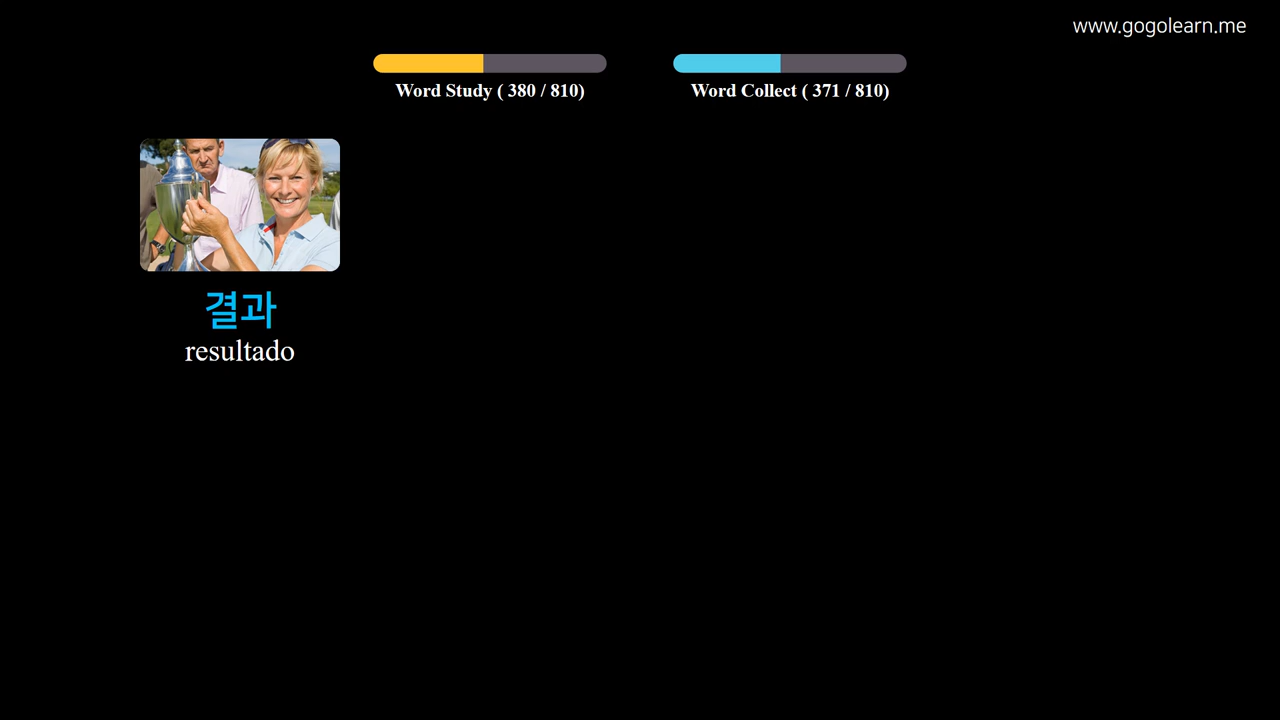 www.gogolearn.me
Word Study ( 380 / 810)
Word Collect ( 371 / 810)
결과
resultado